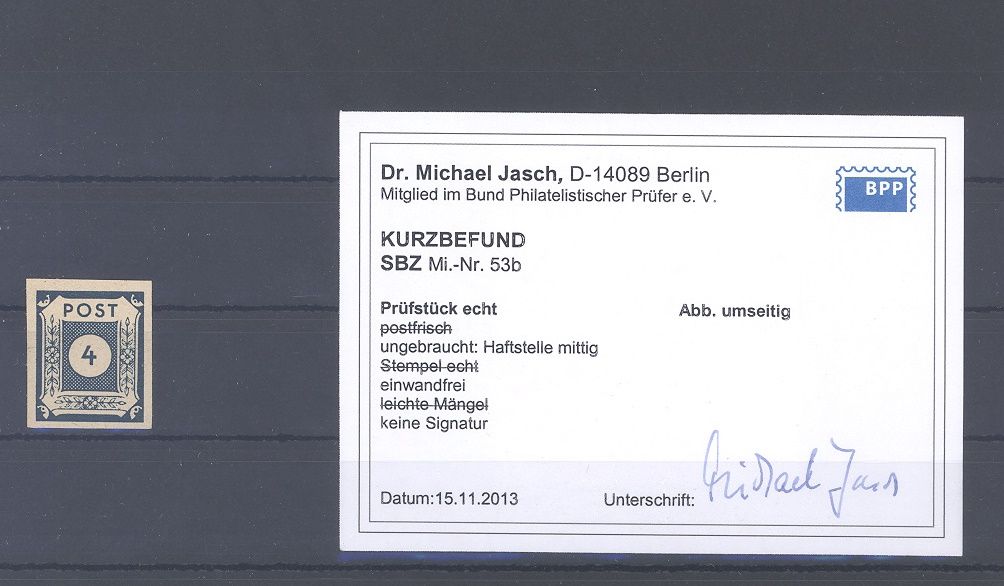 POST
4
Dr. Michael Jasch, D-14089 Berlin
Mitglied im Bund Philatelistischer Prüfer e. V.
BPP
KURZBEFUND
SBZ Mi.-Nr. 53b
Prüfstück echt
Abb. umseitig
postfrisch
ungebraucht: Haftstelle mittig
Stempel echt
einwandfrei
leichte Mängel
keine Signatur
Datum:15.11.2013
Unterschrift: Michael Jasch